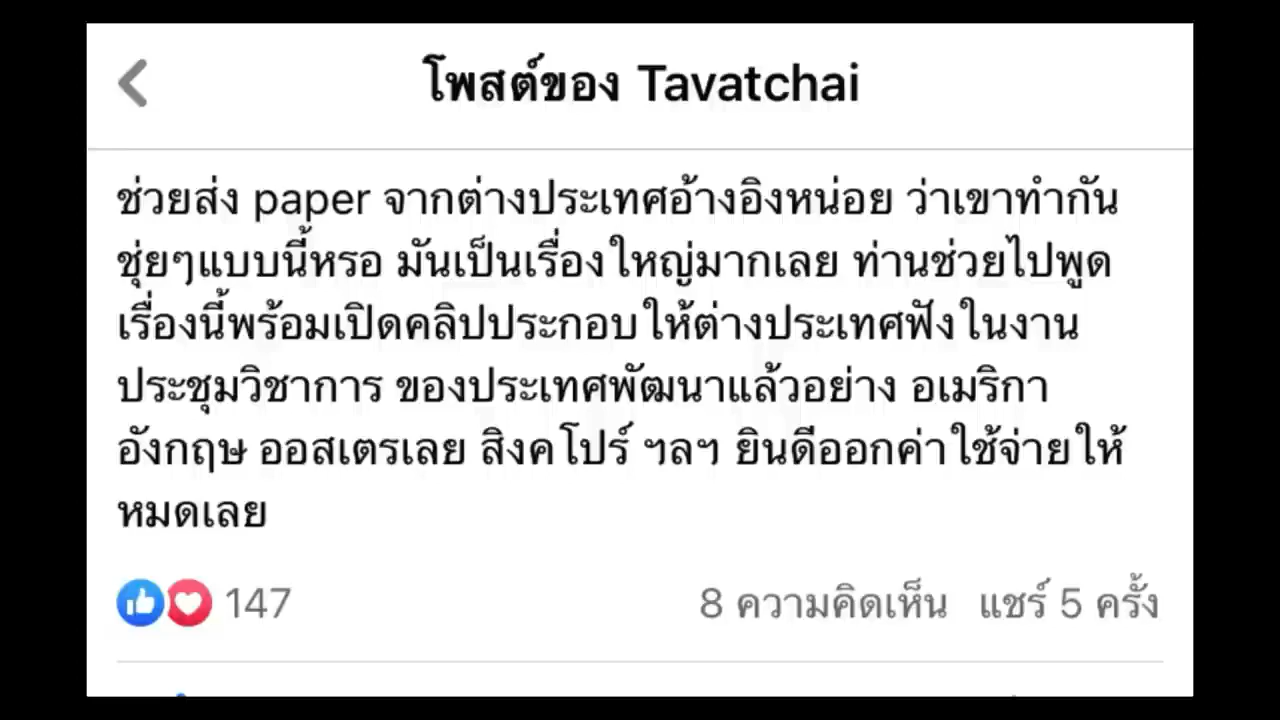 โพสต์ของ Tavatchai
ช่วยส่ง paper จากต่างประเทศอ้างอิงหน่อย ว่าเขาทำกัน
ชุ่ยๆแบบนี้หรอ มันเป็นเรื่องใหญ่มากเลย ท่านช่วยไปพูด
เรื่องนี้พร้อมเปิดคลิปประกอบให้ต่างประเทศฟังในงาน
ประชุมวิชาการ ของประเทศพัฒนาแล้วอย่าง อเมริกา
อังกฤษ ออสเตรเลย สิงคโปร์ ฯลฯ ยินดีออกค่าใช้จ่ายให้
หมดเลย
147 8 ความคิดเห็น แชร์ 5 ครั้ง